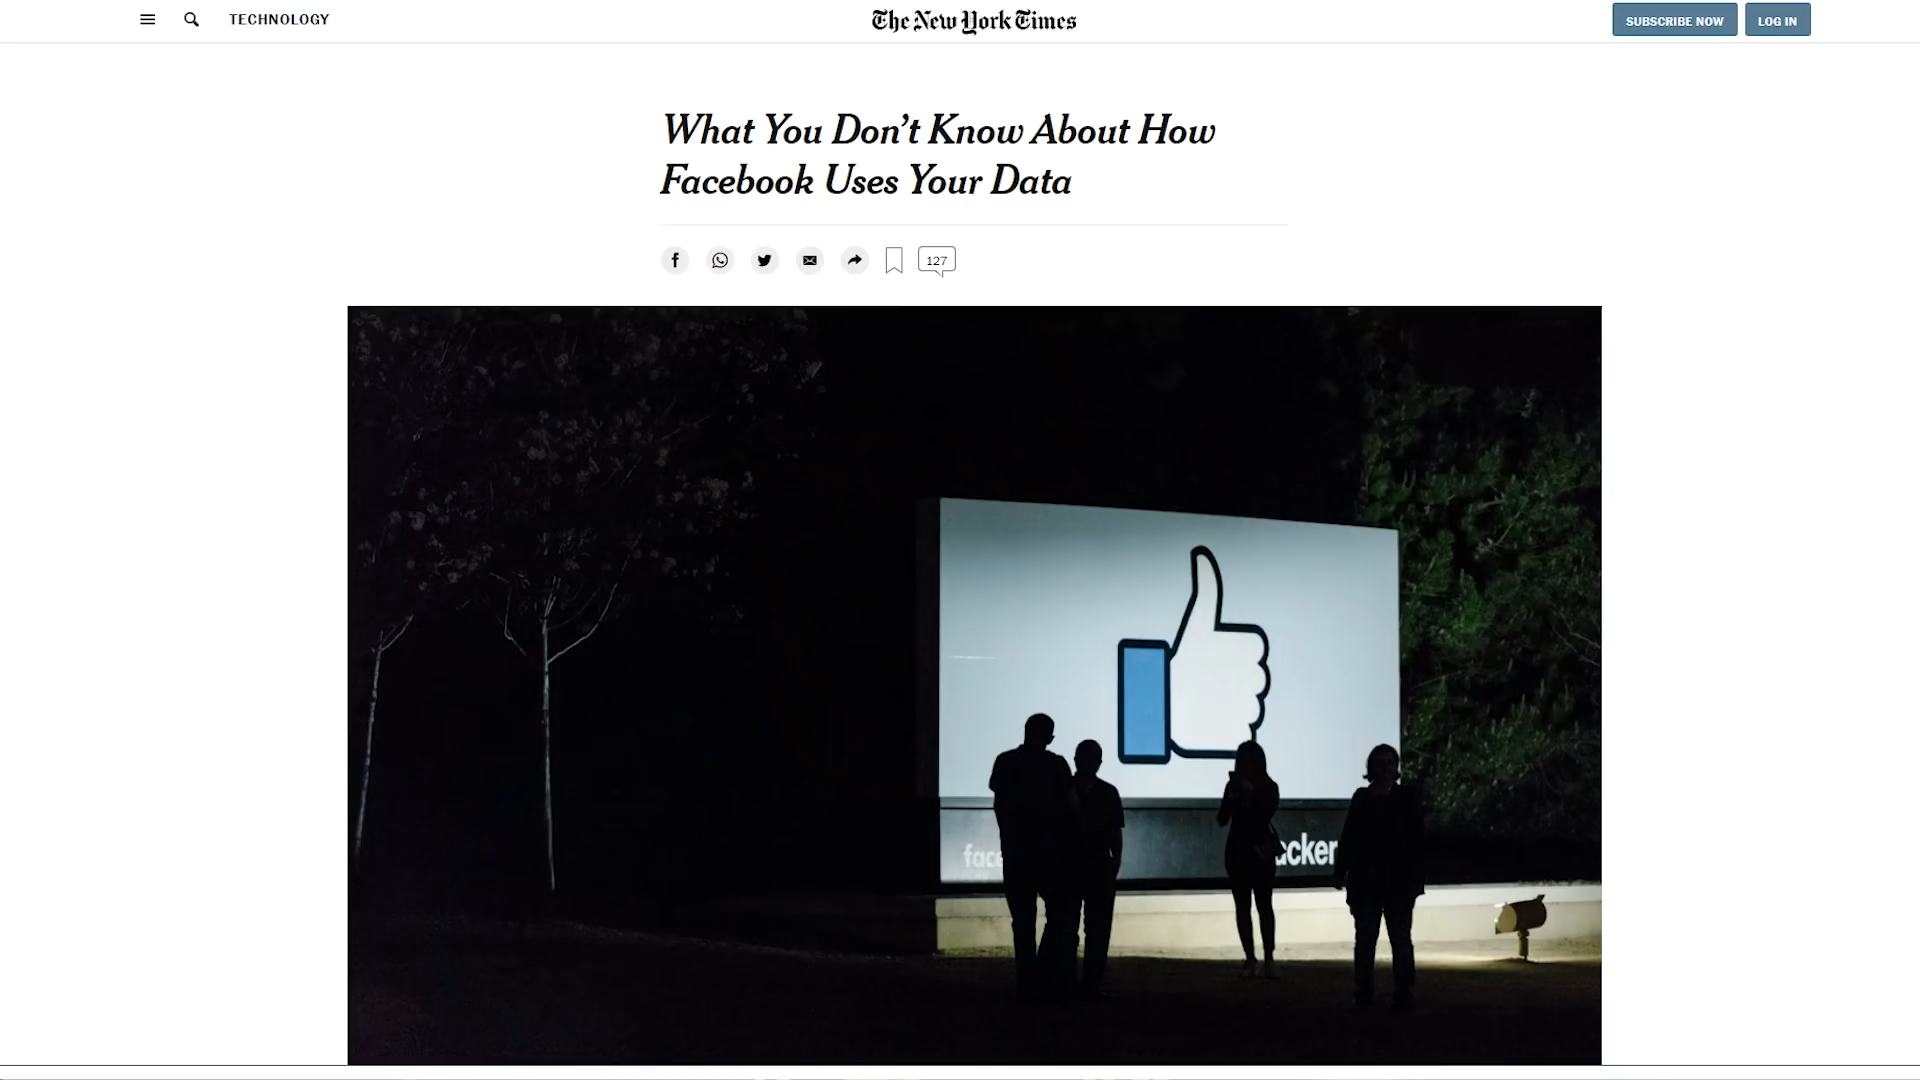 TECHNOLOGY
The New York Times
SUBSCRIBE NOW
LOG IN
What You Don't Know About How
Facebook Uses Your Data
127
face
acker